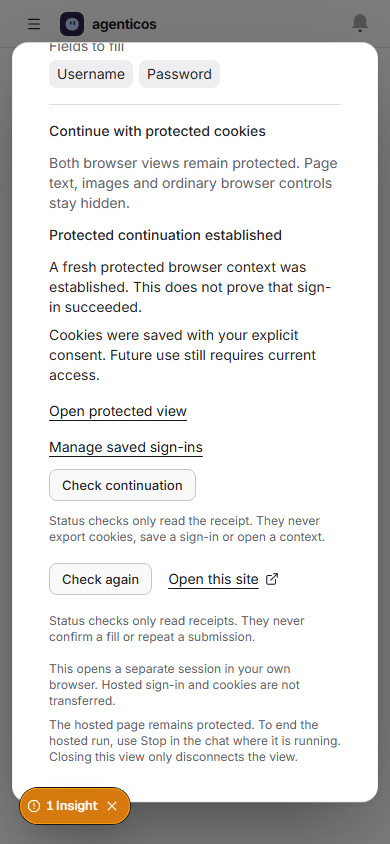 agenticos
Fields to fill
Username Password
Continue with protected cookies
Both browser views remain protected. Page
text, images and ordinary browser controls
stay hidden.
Protected continuation established
A fresh protected browser context was
established. This does not prove that sign-
in succeeded.
Cookies were saved with your explicit
consent. Future use still requires current
access.
Open protected view
Manage saved sign-ins
Check continuation
Status checks only read the receipt. They never
export cookies, save a sign-in or open a context.
Check again Open this site
Status checks only read receipts. They never
confirm a fill or repeat a submission.
This opens a separate session in your own
browser. Hosted sign-in and cookies are not
transferred.
The hosted page remains protected. To end the
hosted run, use Stop in the chat where it is running.
Closing this view only disconnects the view.
1 Insight